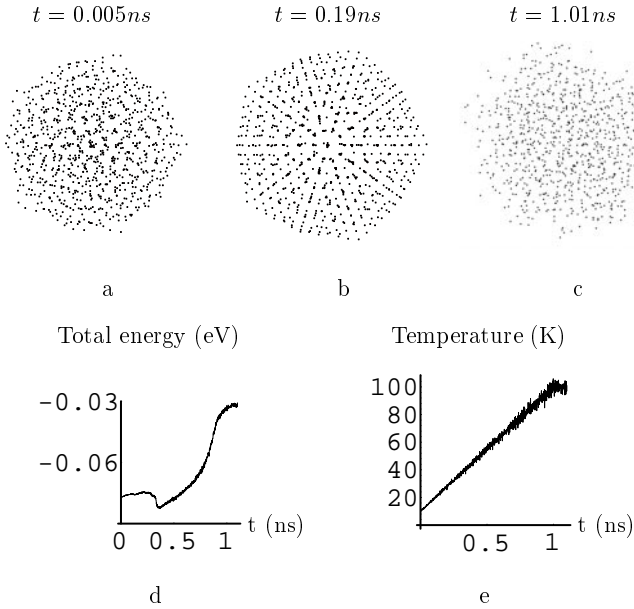 t = 0.005ns
t = 0.19ns
t = 1.01ns
a
b
c
Total energy (eV)
-0.03
-0.06
0
0.5
1
t (ns)
d
Temperature (K)
100
80
60
40
20
0.5
1
t (ns)
e